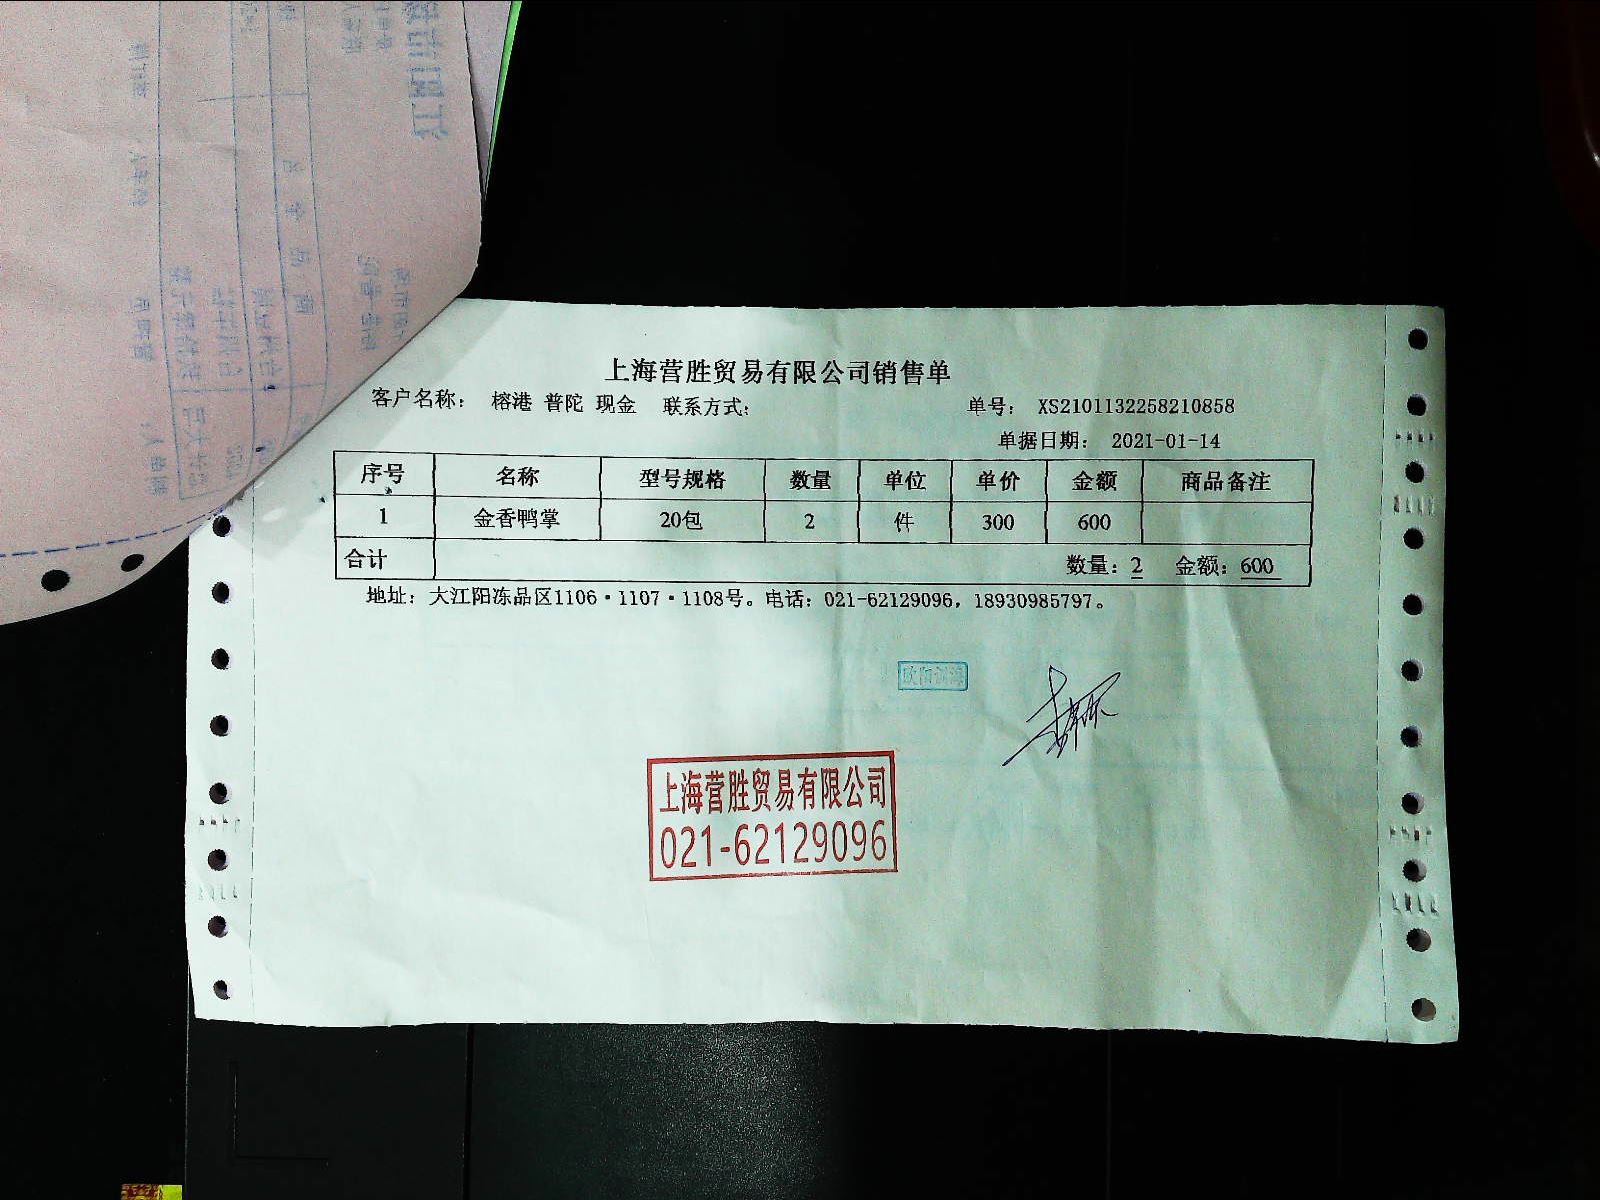 上海营胜贸易有限公司销售单
客户名称： 榕港 普陀 现金 联系方式： 单号： XS2101132258210858
单据日期： 2021-01-14
序号 名称 型号规格 数量 单位 单价 金额 商品备注
1 金香鸭掌 20包 2 件 300 600
合计 数量：2 金额：600
地址：大江阳冻品区1106·1107·1108号。电话：021-62129096，18930985797。
上海营胜贸易有限公司
021-62129096